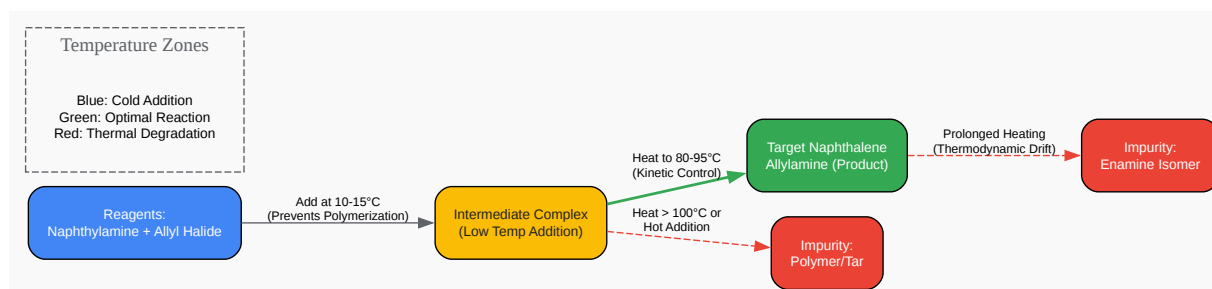 Temperature Zones
Blue: Cold Addition
Green: Optimal Reaction
Red: Thermal Degradation
Reagents:
Naphthylamine + Allyl Halide
Add at 10-15°C
(Prevents Polymerization)
Intermediate Complex
(Low Temp Addition)
Heat to 80-95°C
(Kinetic Control)
Heat > 100°C or
Hot Addition
Target Naphthalene
Allylamine (Product)
Impurity:
Polymer/Tar
Prolonged Heating
(Thermodynamic Drift)
Impurity:
Enamine Isomer